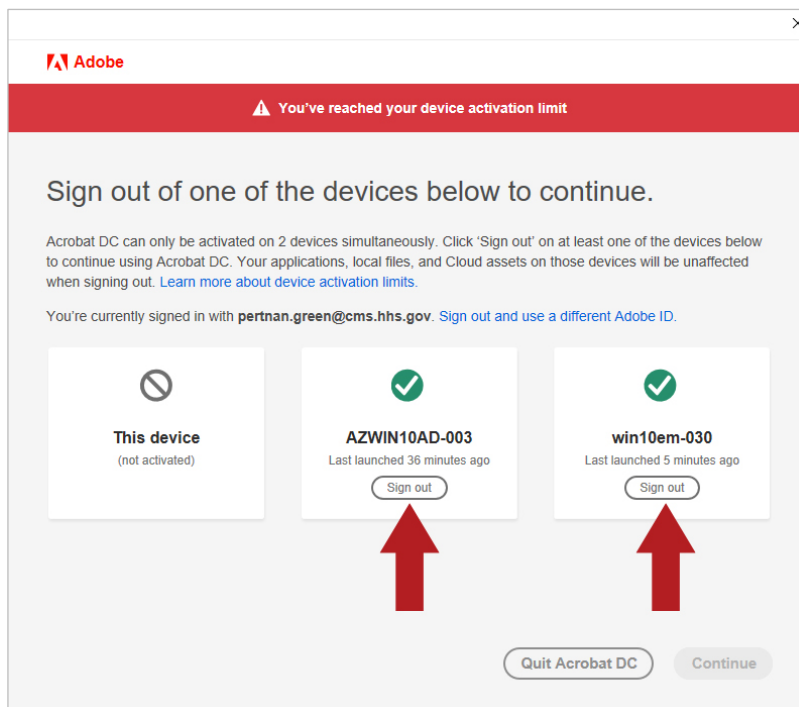 Adobe
You've reached your device activation limit
Sign out of one of the devices below to continue.
Acrobat DC can only be activated on 2 devices simultaneously. Click 'Sign out' on at least one of the devices below
to continue using Acrobat DC. Your applications, local files, and Cloud assets on those devices will be unaffected
when signing out. Learn more about device activation limits.
You're currently signed in with pertnan.green@cms.hhs.gov. Sign out and use a different Adobe ID.
This device
(not activated)
AZWIN10AD-003
Last launched 36 minutes ago
Sign out
win10em-030
Last launched 5 minutes ago
Sign out
Quit Acrobat DC
Continue